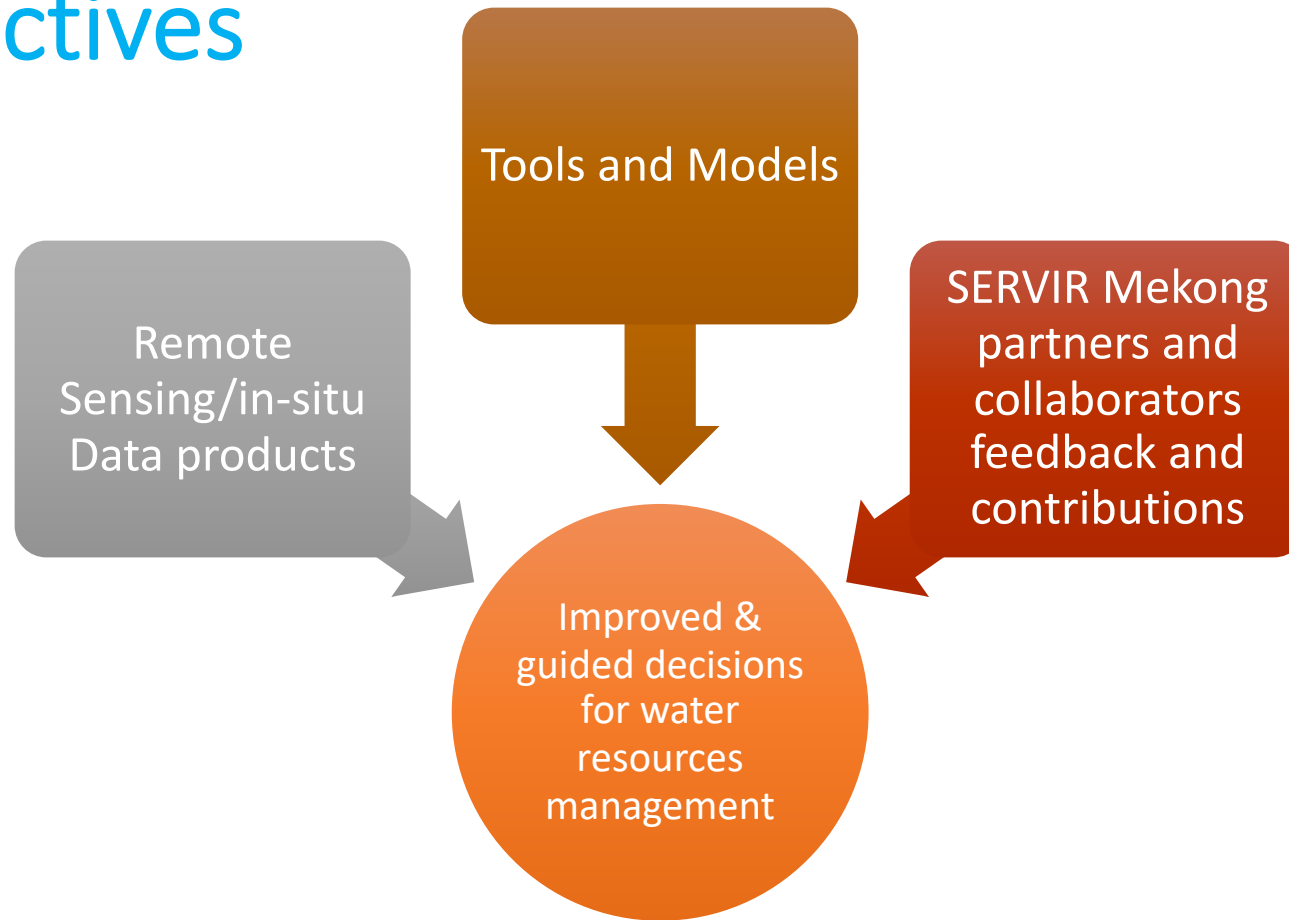 ctives
Tools and Models
Remote
Sensing/in-situ
Data products
SERVIR Mekong
partners and
collaborators
feedback and
contributions
Improved &
guided decisions
for water
resources
management